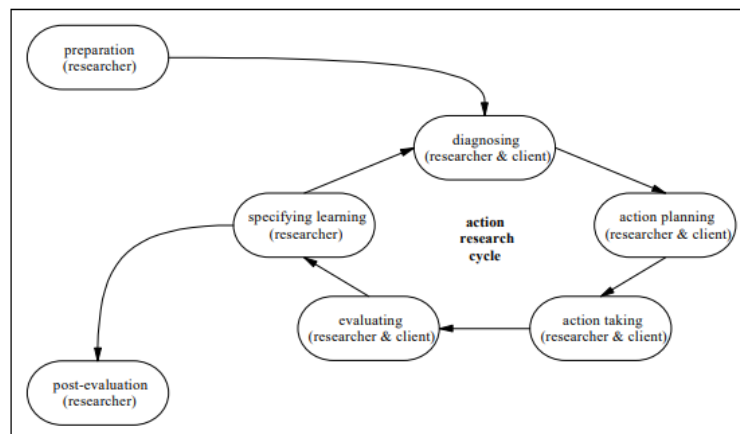 preparation
(researcher)
diagnosing
(researcher & client)
specifying learning
(researcher)
action
research
cycle
action planning
(researcher & client)
evaluating
(researcher & client)
action taking
(researcher & client)
post-evaluation
(researcher)